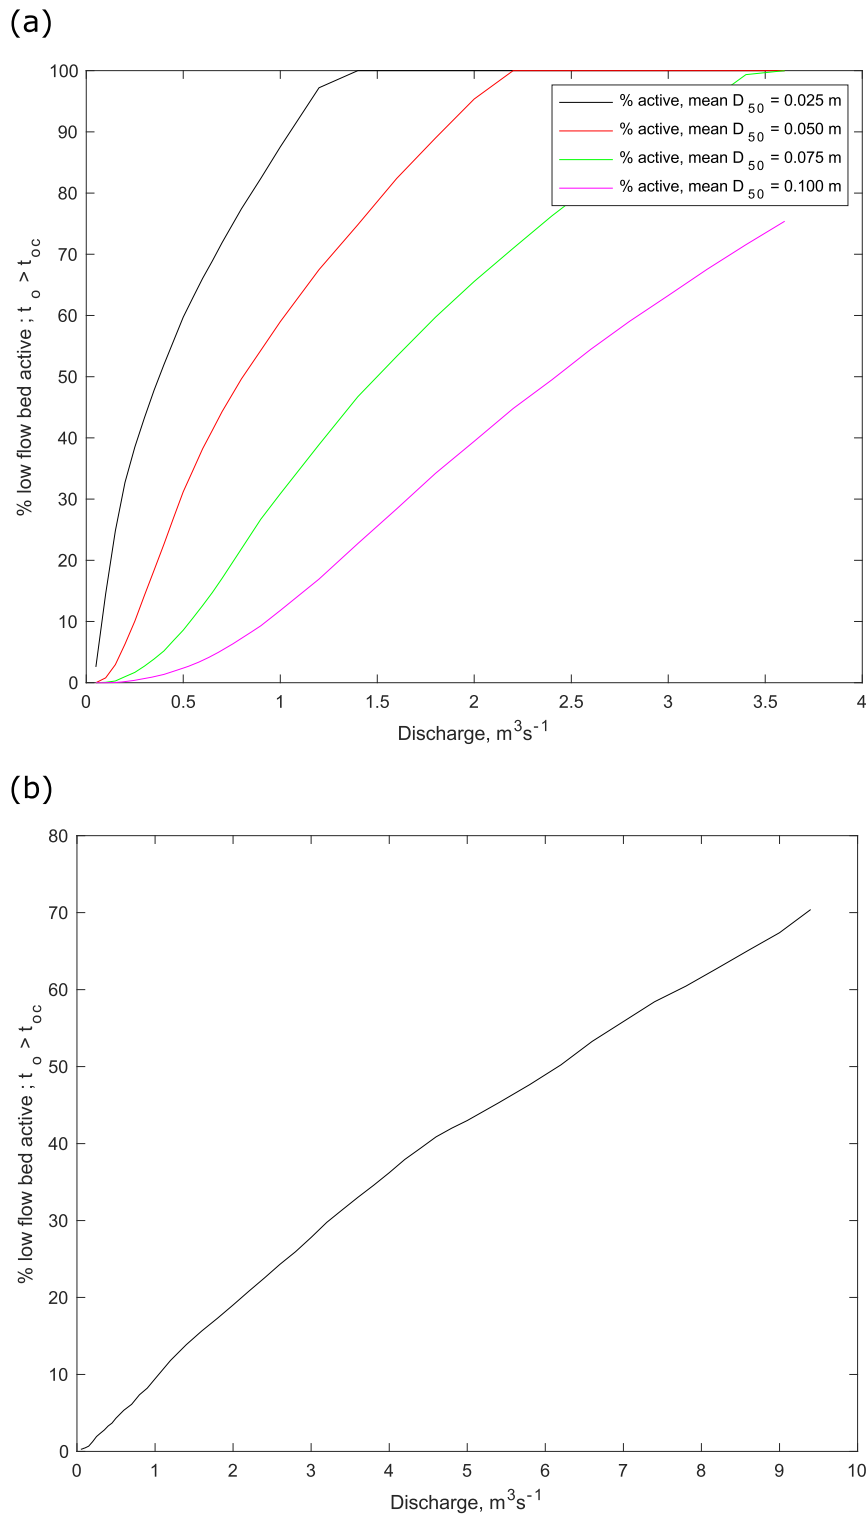 (a)
100
90
80
70
60
50
40
30
20
10
0
% low flow bed active ; t o > t oc
% active, mean D 50 = 0.025 m
% active, mean D 50 = 0.050 m
% active, mean D 50 = 0.075 m
% active, mean D 50 = 0.100 m
0 0.5 1 1.5 2 2.5 3 3.5 4
Discharge, m³s⁻¹
(b)
80
70
60
50
40
30
20
10
0
% low flow bed active ; t o > t oc
0 1 2 3 4 5 6 7 8 9 10
Discharge, m³s⁻¹